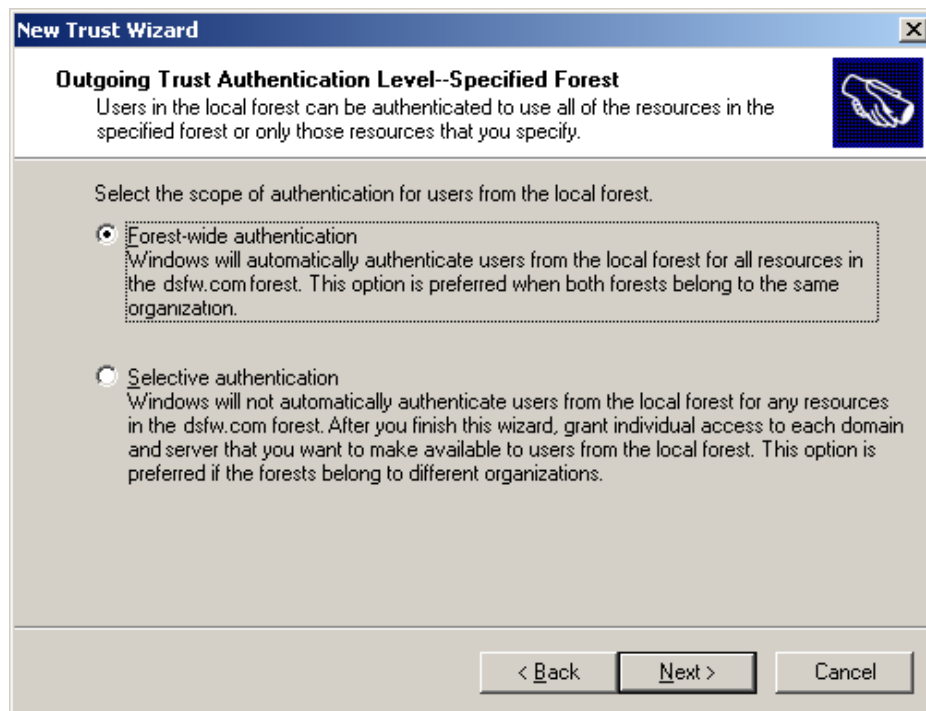 New Trust Wizard
Outgoing Trust Authentication Level--Specified Forest
Users in the local forest can be authenticated to use all of the resources in the
specified forest or only those resources that you specify.
Select the scope of authentication for users from the local forest.
Forest-wide authentication
Windows will automatically authenticate users from the local forest for all resources in
the dsfw.com forest. This option is preferred when both forests belong to the same
organization.
Selective authentication
Windows will not automatically authenticate users from the local forest for any resources
in the dsfw.com forest. After you finish this wizard, grant individual access to each domain
and server that you want to make available to users from the local forest. This option is
preferred if the forests belong to different organizations.
< Back Next > Cancel